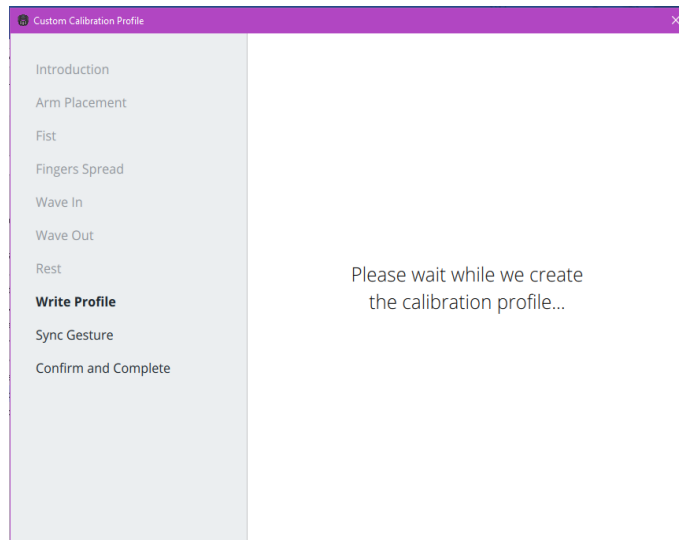 Custom Calibration Profile
Introduction
Arm Placement
Fist
Fingers Spread
Wave In
Wave Out
Rest
Write Profile
Sync Gesture
Confirm and Complete
Please wait while we create
the calibration profile...